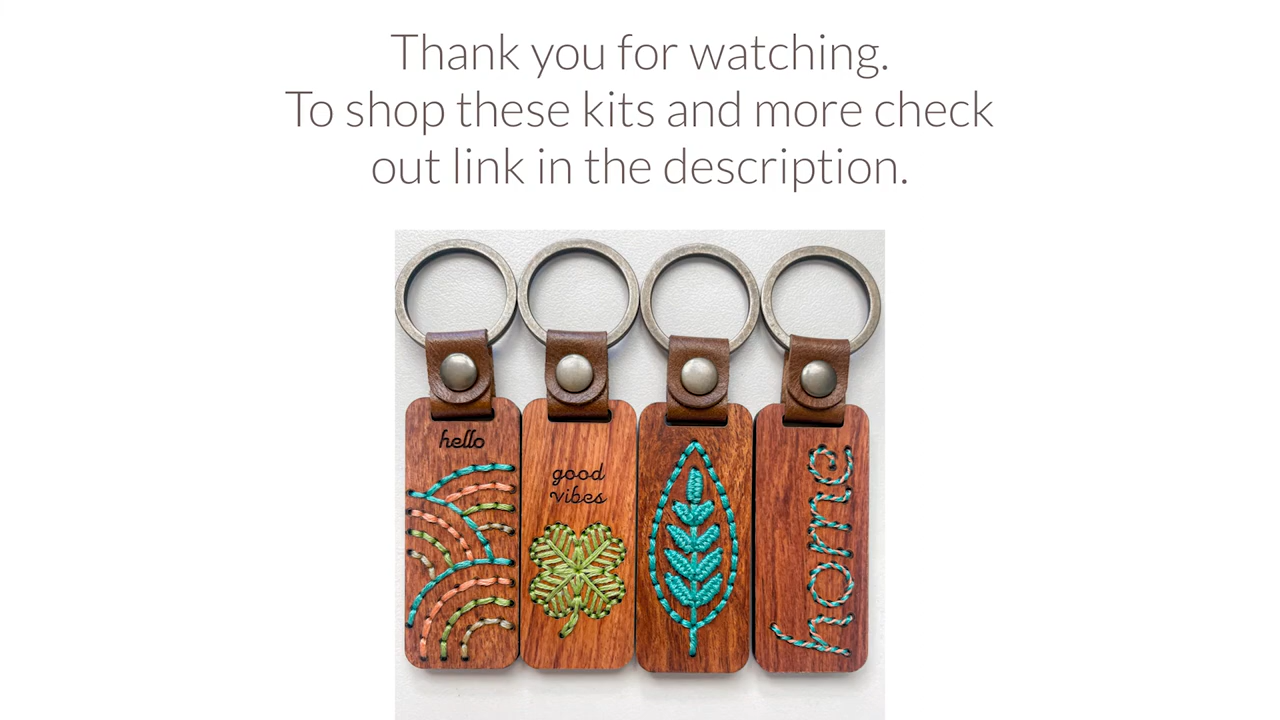 Thank you for watching.
To shop these kits and more check
out link in the description.
hello
good
vibes
home